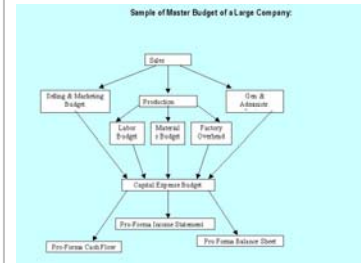 Sample of Master Budget of a Large Company:
Sales
Selling & Marketing
Budget
Production
Gen &
Administr
Labor
Budget
Material
s Budget
Factory
Overhead
Capital Expense Budget
Pro-Forma Income Statement
Pro-Forma Cash Flow
Pro Forma Balance Sheet